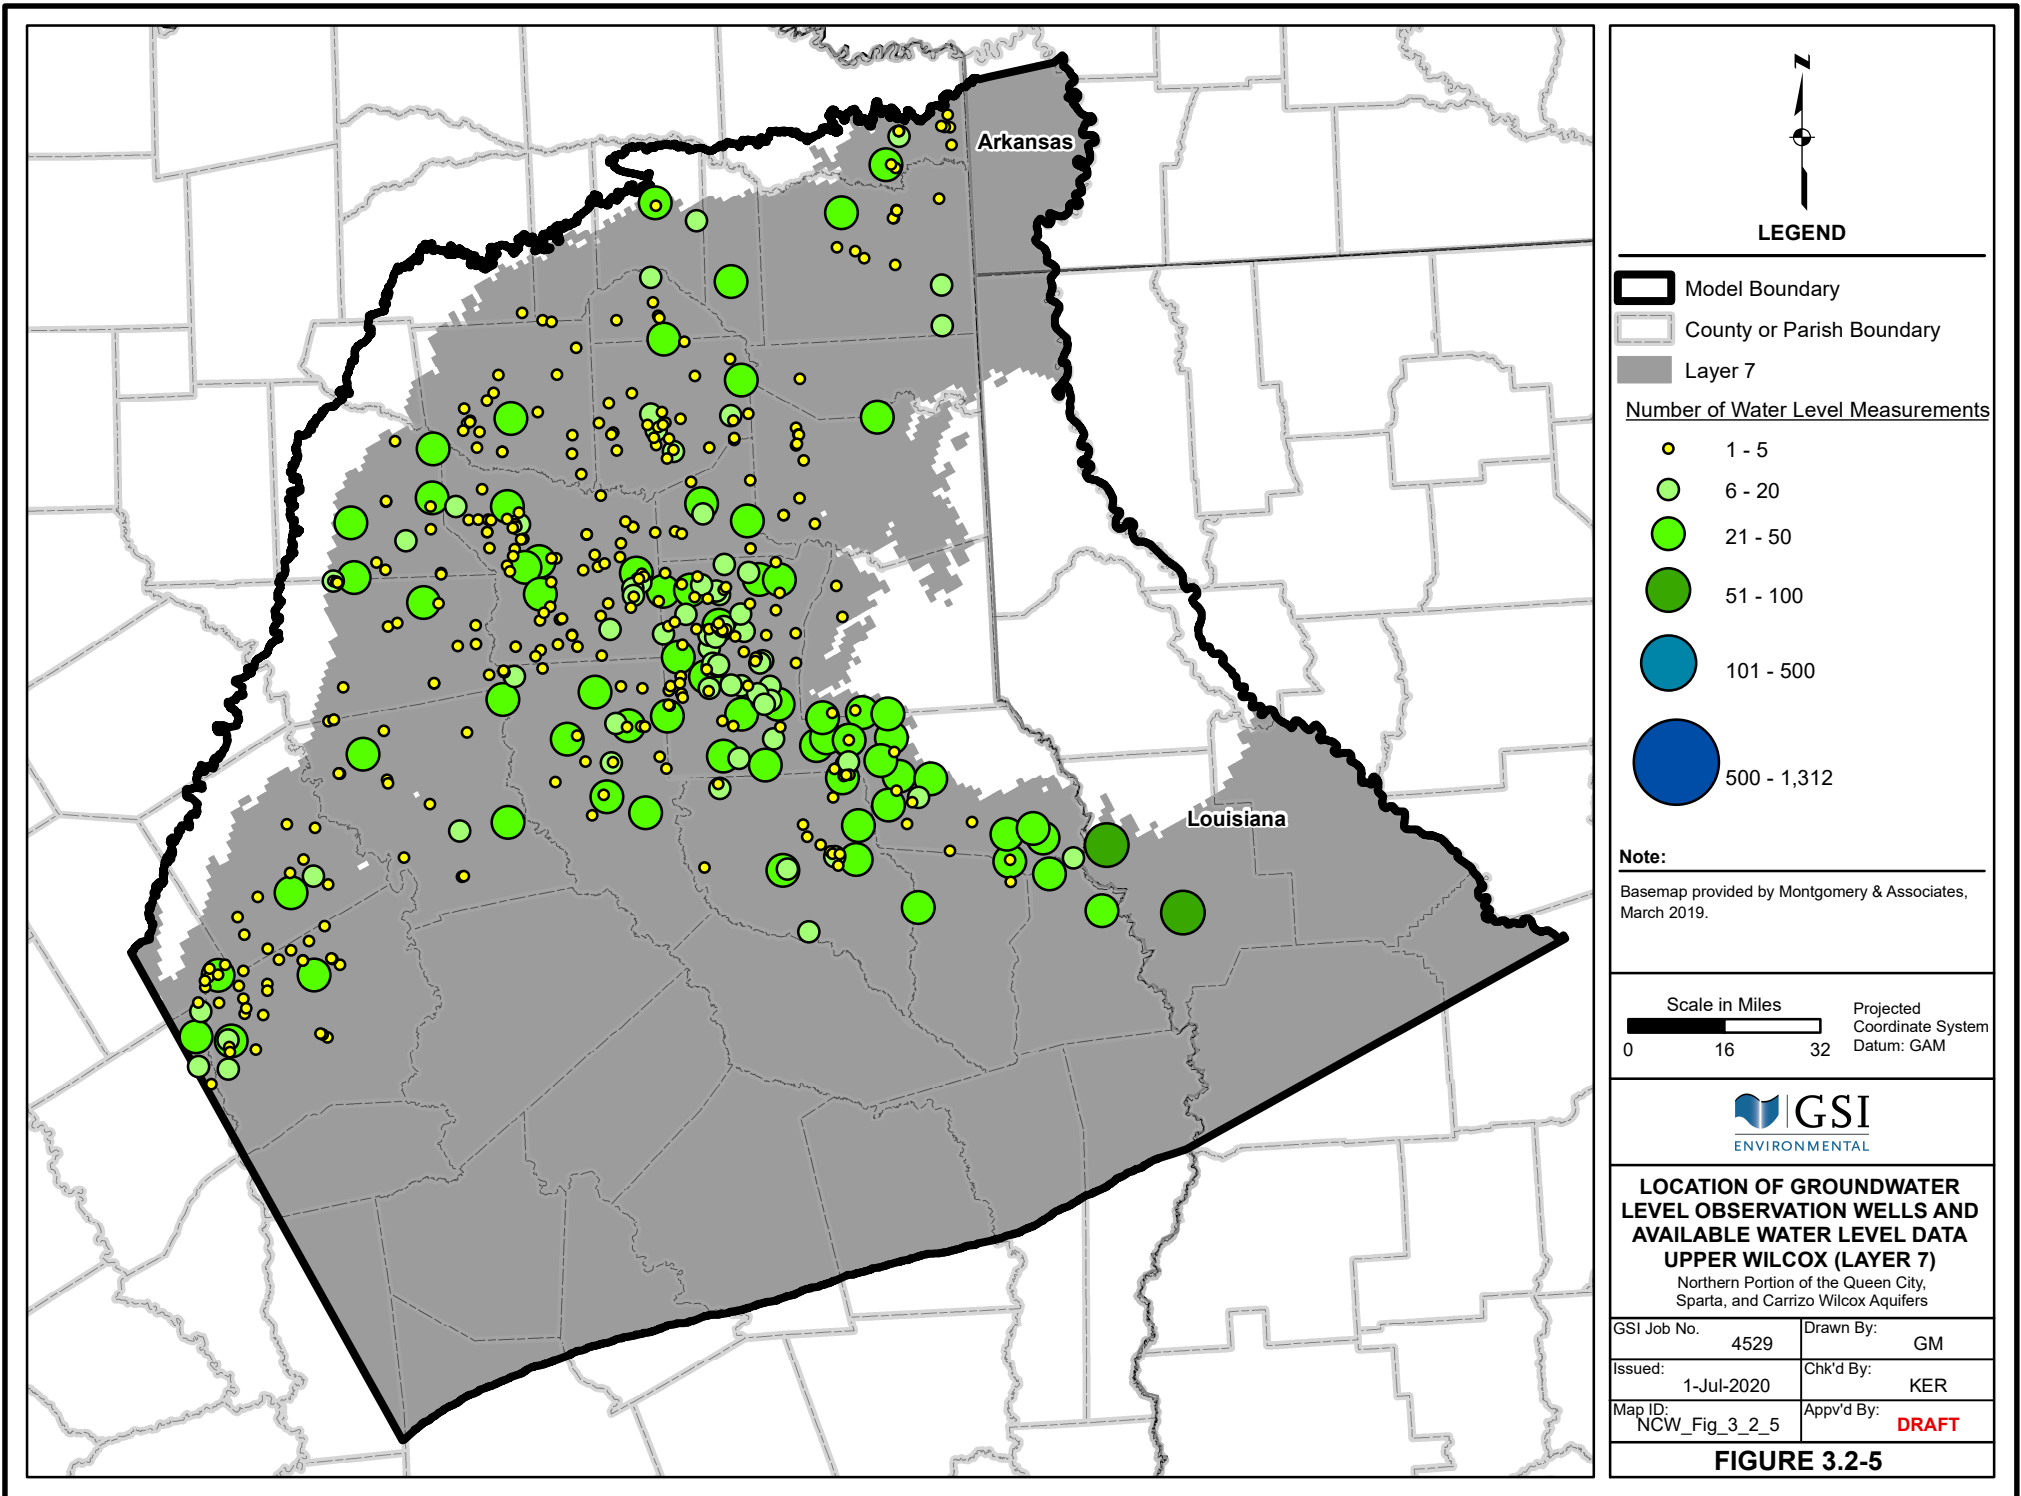 Arkansas
Louisiana
N
LEGEND
Model Boundary
County or Parish Boundary
Layer 7
Number of Water Level Measurements
1 - 5
6 - 20
21 - 50
51 - 100
101 - 500
500 - 1,312
Note:
Basemap provided by Montgomery & Associates,
March 2019.
Scale in Miles
0 16 32
Projected
Coordinate System
Datum: GAM
GSI
ENVIRONMENTAL
LOCATION OF GROUNDWATER
LEVEL OBSERVATION WELLS AND
AVAILABLE WATER LEVEL DATA
UPPER WILCOX (LAYER 7)
Northern Portion of the Queen City,
Sparta, and Carrizo Wilcox Aquifers
GSI Job No. 4529
Drawn By: GM
Issued: 1-Jul-2020
Chk'd By: KER
Map ID: NCW_Fig_3_2_5
Appv'd By: DRAFT
FIGURE 3.2-5